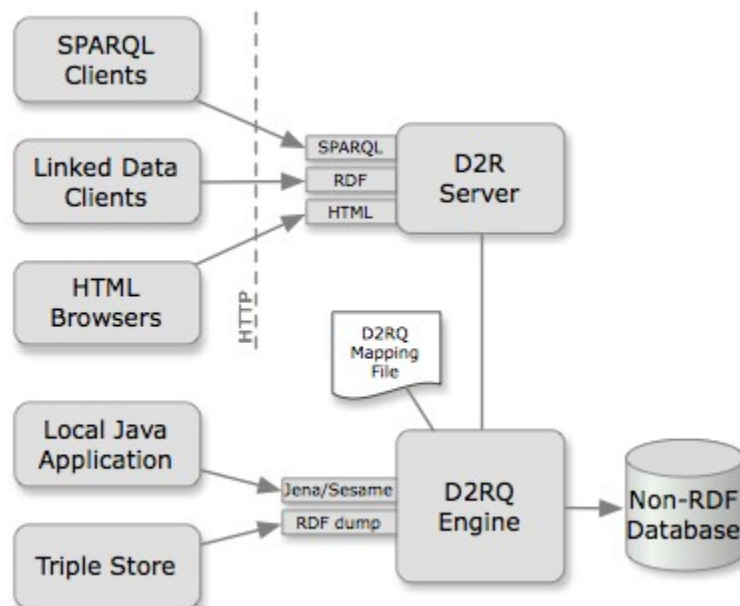 SPARQL
Clients
Linked Data
Clients
HTML
Browsers
HTTP
SPARQL
RDF
HTML
D2R
Server
D2RQ
Mapping
File
Local Java
Application
Triple Store
Jena/Sesame
RDF dump
D2RQ
Engine
Non-RDF
Database